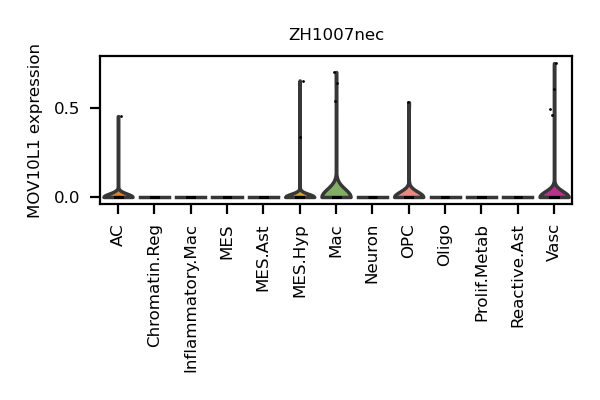 ZH1007nec
MOV10L1 expression
0.5
0.0
AC
Chromatin.Reg
Inflammatory.Mac
MES
MES.Ast
MES.Hyp
Mac
Neuron
OPC
Oligo
Prolif.Metab
Reactive.Ast
Vasc